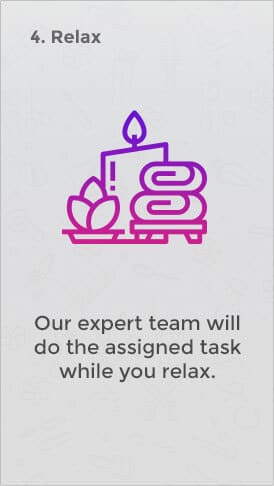 4. Relax
Our expert team will
do the assigned task
while you relax.